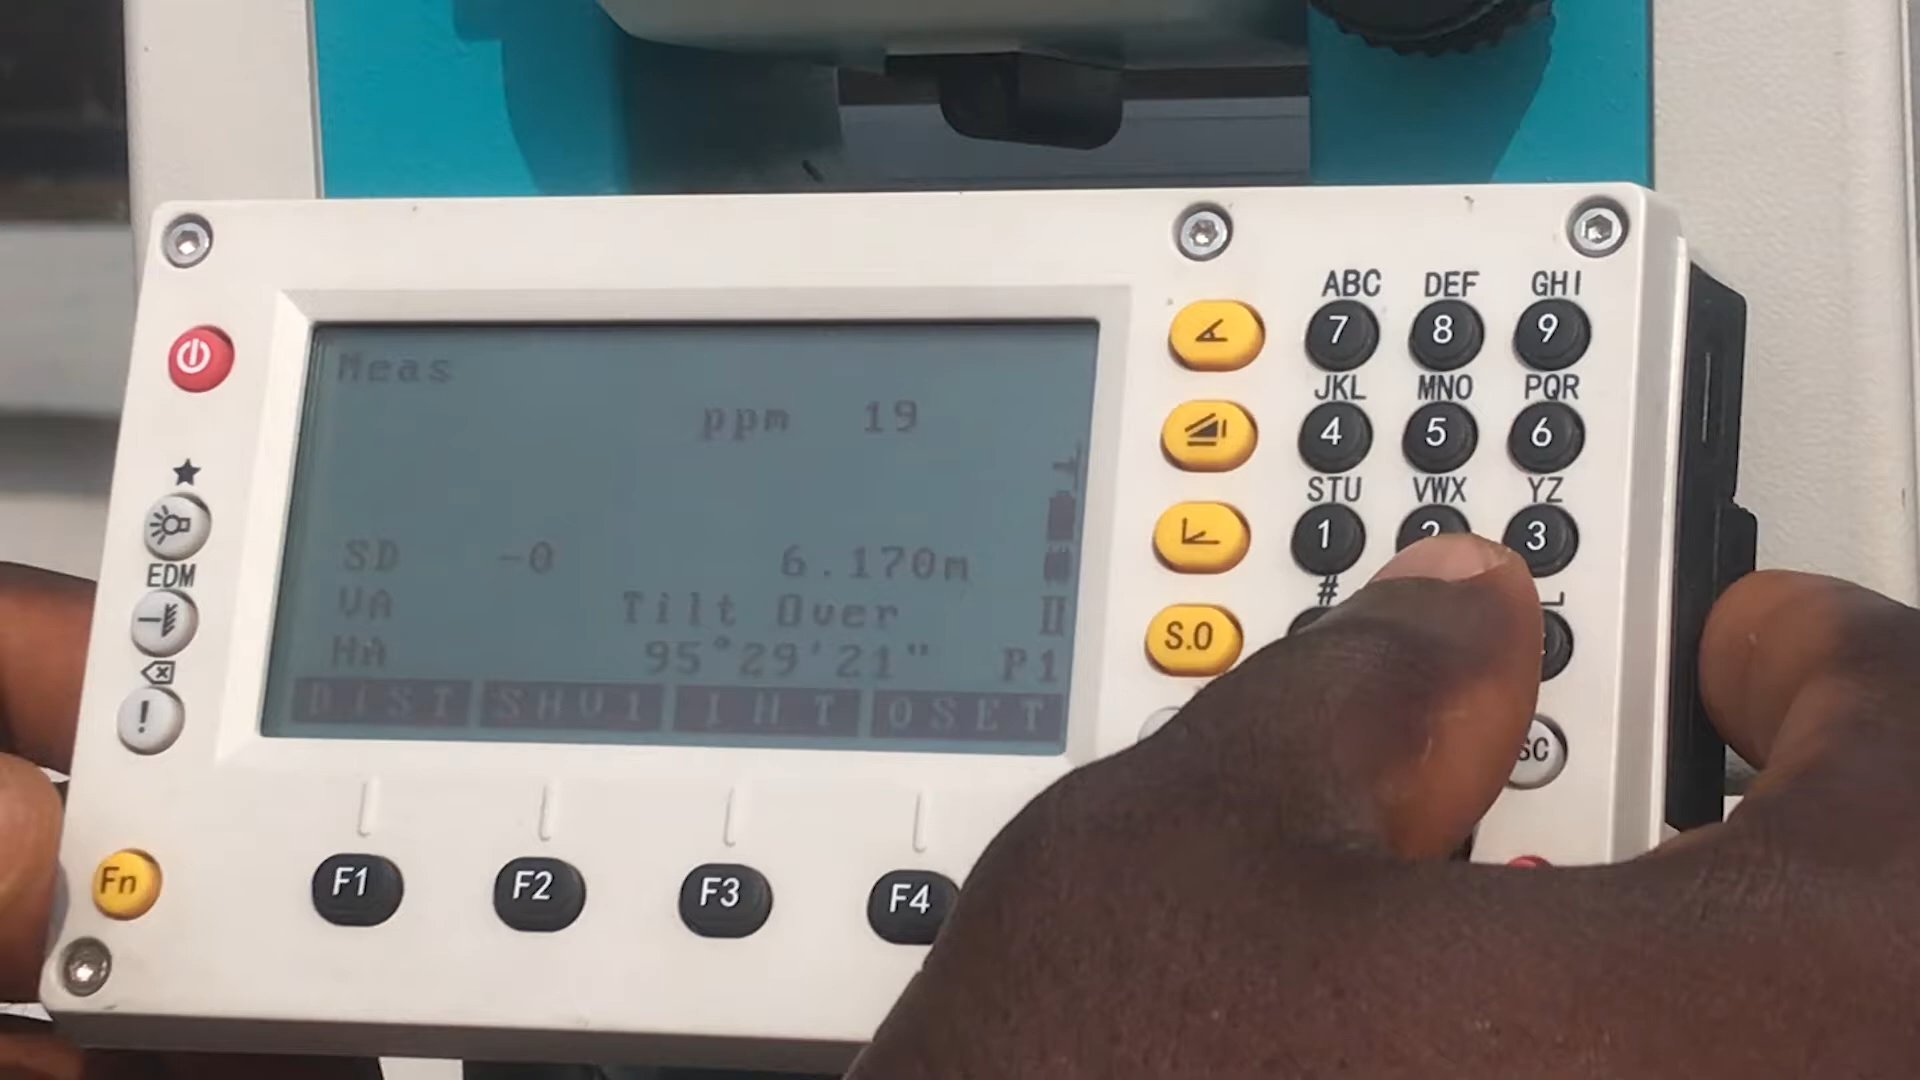 Meas
ppm 19
SD -0 6.170m
VA Tilt Over
HA 95°29'21" P1
DIST SHV1 IHT OSET
EDM
Fn
F1 F2 F3 F4
S.O
ABC DEF GHI
7 8 9
JKL MNO PQR
4 5 6
STU VWX YZ
1 2 3
#